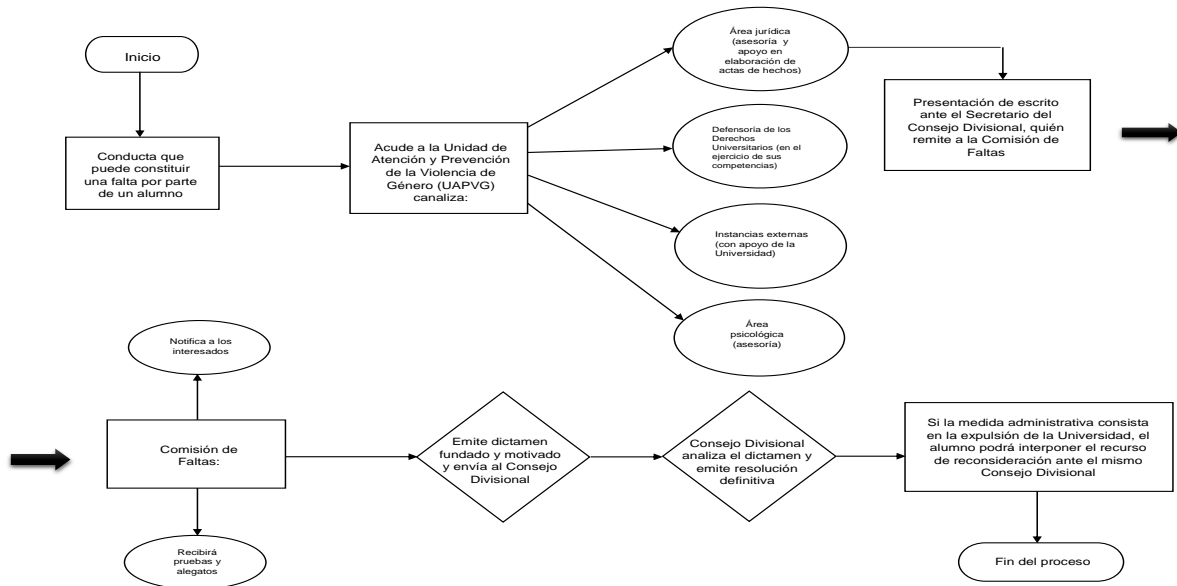 Inicio
Conducta que
puede constituir
una falta por parte
de un alumno
Acude a la Unidad de
Atención y Prevención
de la Violencia de
Género (UAPVG)
canaliza:
Área jurídica
(asesoría y
apoyo en
elaboración de
actas de hechos)
Defensoría de los
Derechos
Universitarios (en el
ejercicio de sus
competencias)
Instancias externas
(con apoyo de la
Universidad)
Área
psicológica
(asesoría)
Presentación de escrito
ante el Secretario del
Consejo Divisional, quién
remite a la Comisión de
Faltas
Notifica a los
interesados
Comisión de
Faltas:
Recibirá
pruebas y
alegatos
Emite dictamen
fundado y motivado
y envía al Consejo
Divisional
Consejo Divisional
analiza el dictamen y
emite resolución
definitiva
Si la medida administrativa consista
en la expulsión de la Universidad, el
alumno podrá interponer el recurso
de reconsideración ante el mismo
Consejo Divisional
Fin del proceso